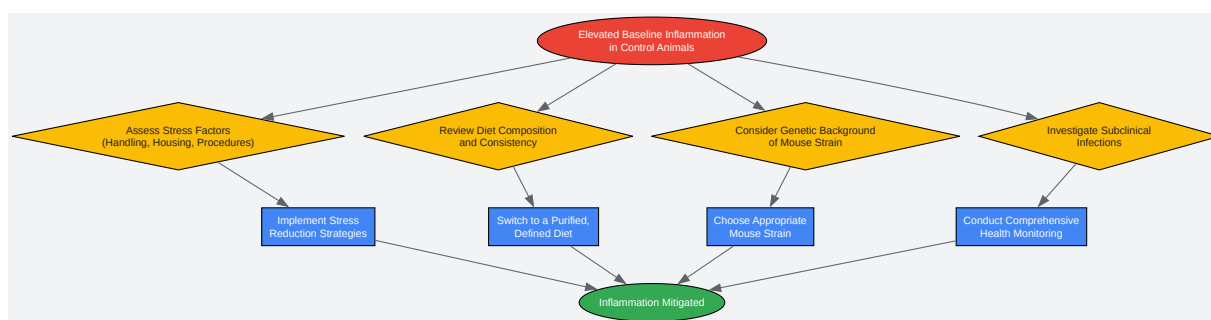 Elevated Baseline Inflammation
in Control Animals
Assess Stress Factors
(Handling, Housing, Procedures)
Review Diet Composition
and Consistency
Consider Genetic Background
of Mouse Strain
Investigate Subclinical
Infections
Implement Stress
Reduction Strategies
Switch to a Purified,
Defined Diet
Choose Appropriate
Mouse Strain
Conduct Comprehensive
Health Monitoring
Inflammation Mitigated